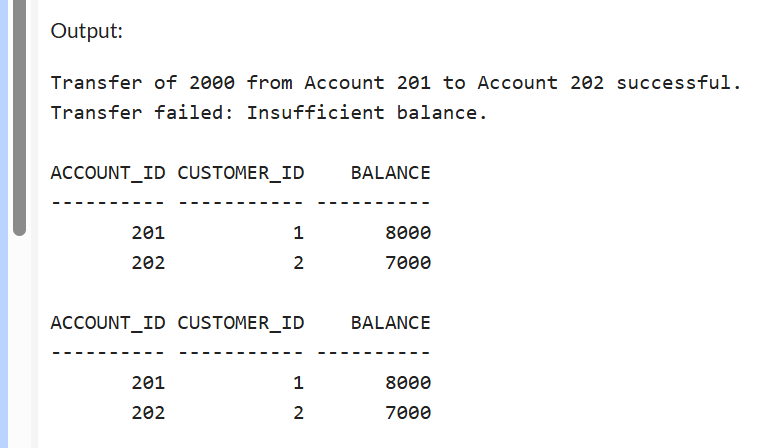 Output:
Transfer of 2000 from Account 201 to Account 202 successful.
Transfer failed: Insufficient balance.
ACCOUNT_ID CUSTOMER_ID    BALANCE
---------- ----------- ----------
       201           1       8000
       202           2       7000
ACCOUNT_ID CUSTOMER_ID    BALANCE
---------- ----------- ----------
       201           1       8000
       202           2       7000